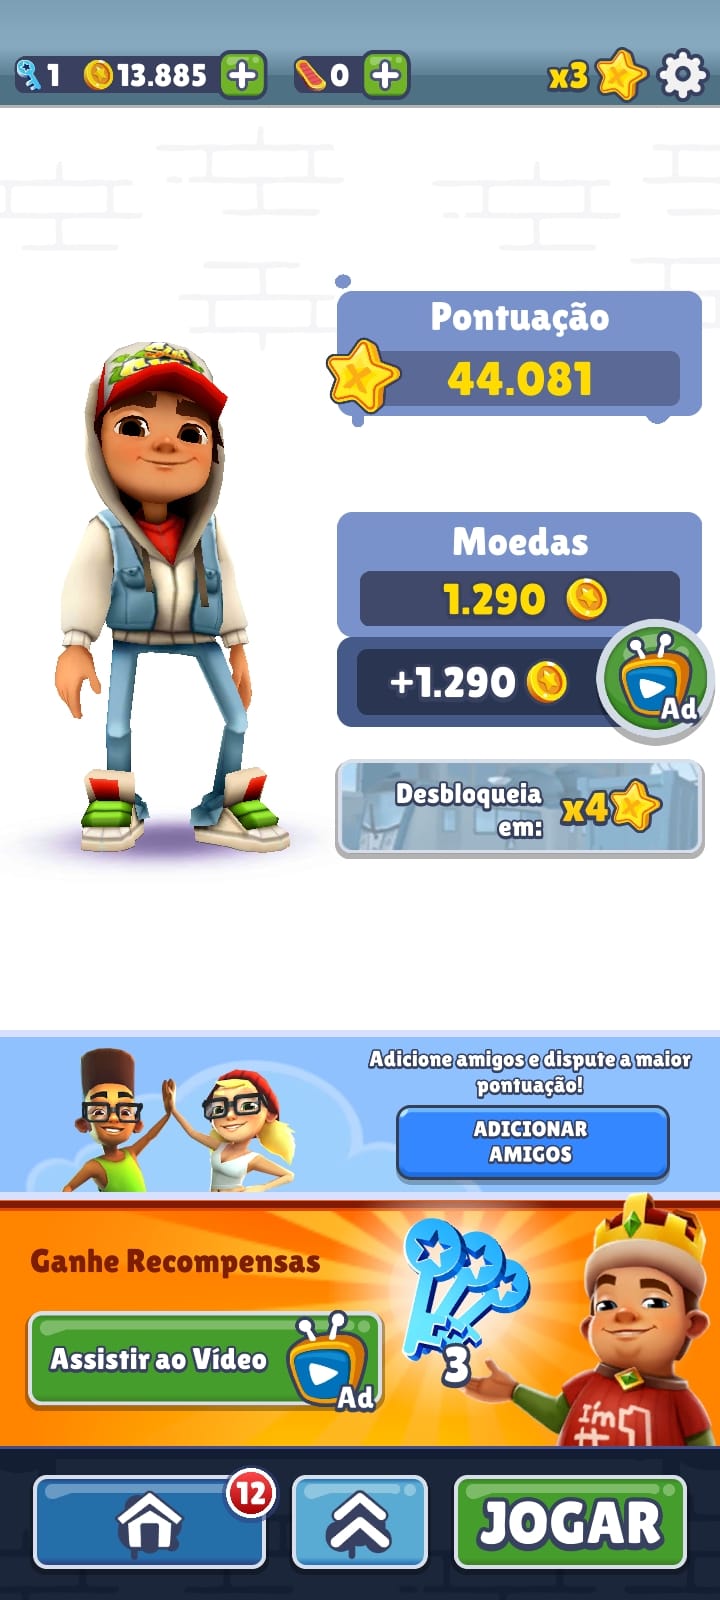 1 13.885 0 x3
Pontuação
44.081
Moedas
1.290
+1.290
Ad
Desbloqueia
em: x4
Adicione amigos e dispute a maior
pontuação!
ADICIONAR
AMIGOS
Ganhe Recompensas
Assistir ao Vídeo
Ad
3
I'm
#1
12
JOGAR